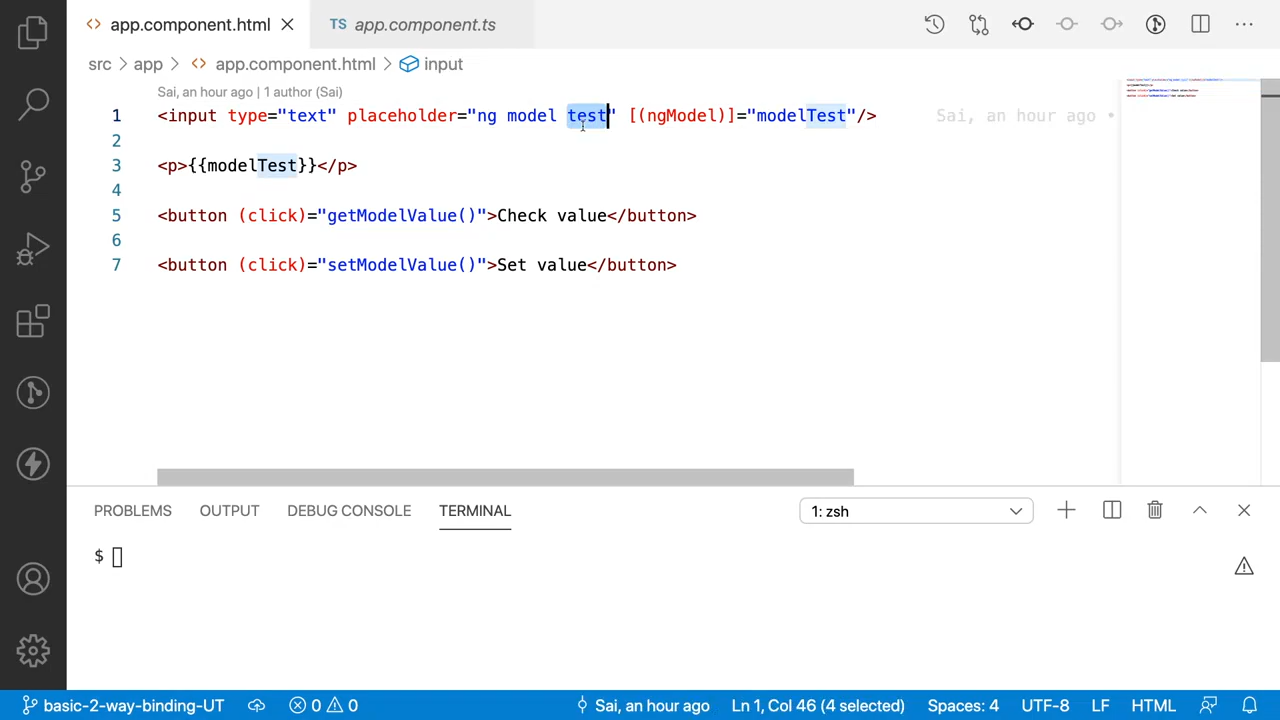 app.component.html
TS app.component.ts
src > app > <> app.component.html > input
Sai, an hour ago | 1 author (Sai)
1 <input type="text" placeholder="ng model test" [(ngModel)]="modelTest"/> Sai, an hour ago •
2
3 <p>{{modelTest}}</p>
4
5 <button (click)="getModelValue()">Check value</button>
6
7 <button (click)="setModelValue()">Set value</button>
PROBLEMS OUTPUT DEBUG CONSOLE TERMINAL 1: zsh
$
basic-2-way-binding-UT 0 0 Sai, an hour ago Ln 1, Col 46 (4 selected) Spaces: 4 UTF-8 LF HTML